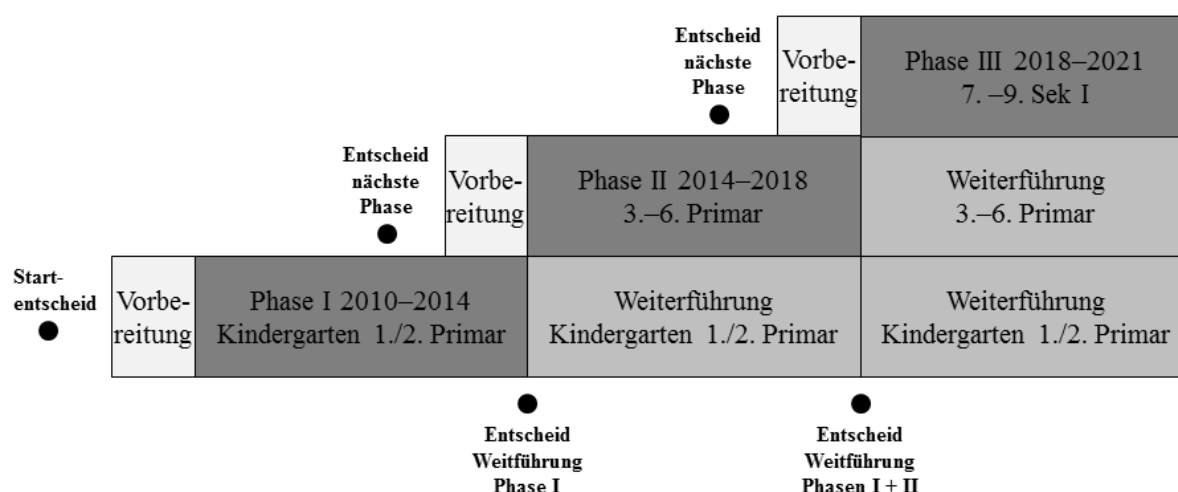 Entscheid
nächste
Phase
Vorbe-
reitung
Phase III 2018–2021
7. –9. Sek I
Entscheid
nächste
Phase
Vorbe-
reitung
Phase II 2014–2018
3.–6. Primar
Weiterführung
3.–6. Primar
Start-
entscheid
Vorbe-
reitung
Phase I 2010–2014
Kindergarten 1./2. Primar
Weiterführung
Kindergarten 1./2. Primar
Weiterführung
Kindergarten 1./2. Primar
Entscheid
Weitführung
Phase I
Entscheid
Weitführung
Phasen I + II